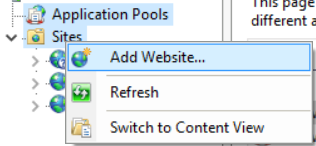 This page
Application Pools
different a
Sites
Add Website...
Refresh
Switch to Content View